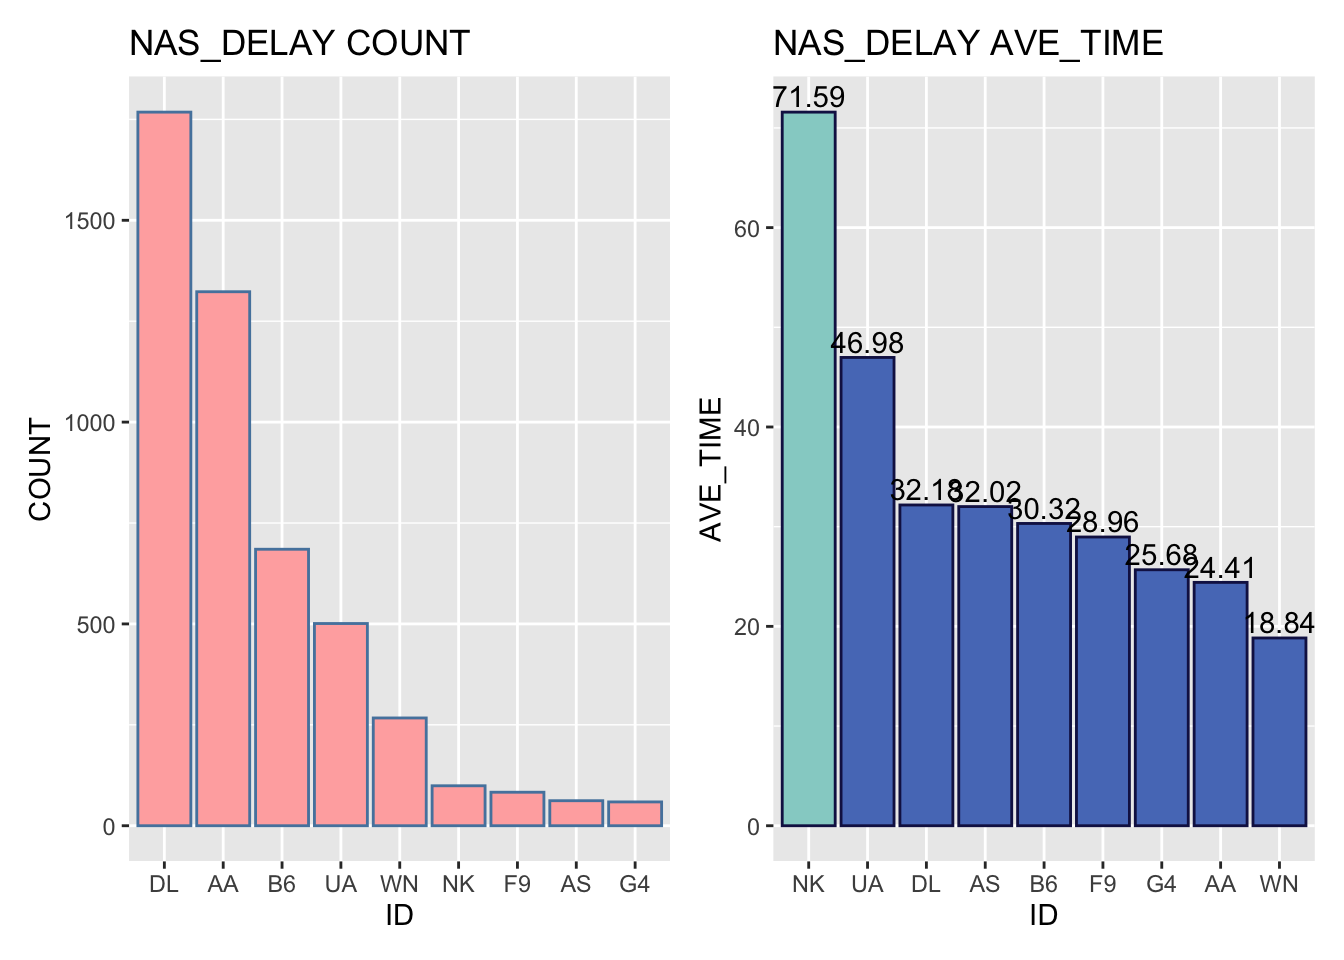 NAS_DELAY COUNT
COUNT
1500
1000
500
0
DL AA B6 UA WN NK F9 AS G4
ID
NAS_DELAY AVE_TIME
AVE_TIME
60
40
20
0
71.59
46.98
32.18
32.02
30.32
28.96
25.68
24.41
18.84
NK UA DL AS B6 F9 G4 AA WN
ID